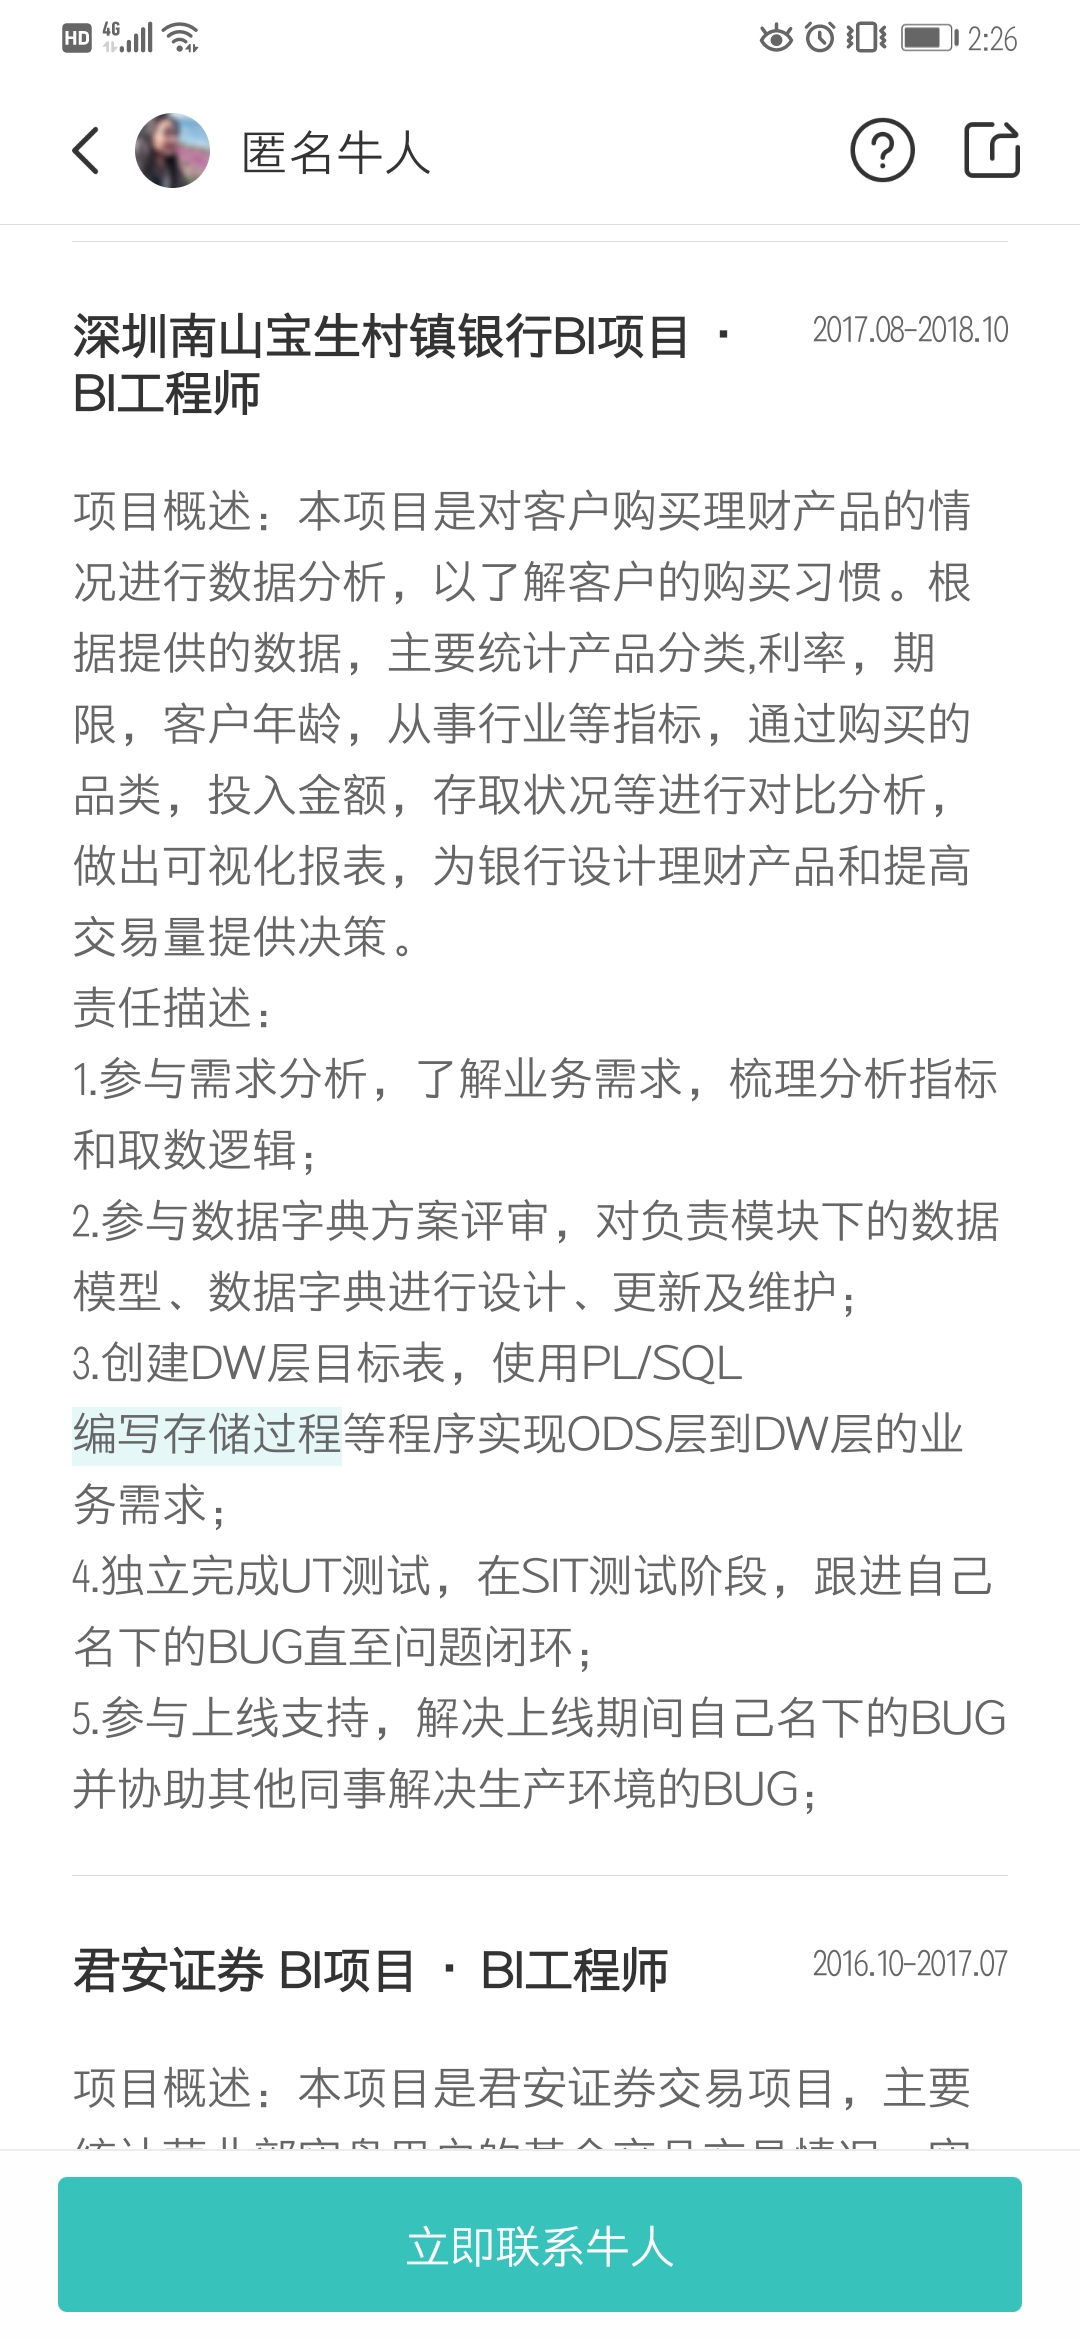 HD 4G 2:26
匿名牛人
深圳南山宝生村镇银行BI项目 · 2017.08-2018.10
BI工程师
项目概述：本项目是对客户购买理财产品的情
况进行数据分析，以了解客户的购买习惯。根
据提供的数据，主要统计产品分类,利率，期
限，客户年龄，从事行业等指标，通过购买的
品类，投入金额，存取状况等进行对比分析，
做出可视化报表，为银行设计理财产品和提高
交易量提供决策。
责任描述：
1.参与需求分析，了解业务需求，梳理分析指标
和取数逻辑；
2.参与数据字典方案评审，对负责模块下的数据
模型、数据字典进行设计、更新及维护；
3.创建DW层目标表，使用PL/SQL
编写存储过程等程序实现ODS层到DW层的业
务需求；
4.独立完成UT测试，在SIT测试阶段，跟进自己
名下的BUG直至问题闭环；
5.参与上线支持，解决上线期间自己名下的BUG
并协助其他同事解决生产环境的BUG；
君安证券 BI项目 · BI工程师 2016.10-2017.07
项目概述：本项目是君安证券交易项目，主要
立即联系牛人